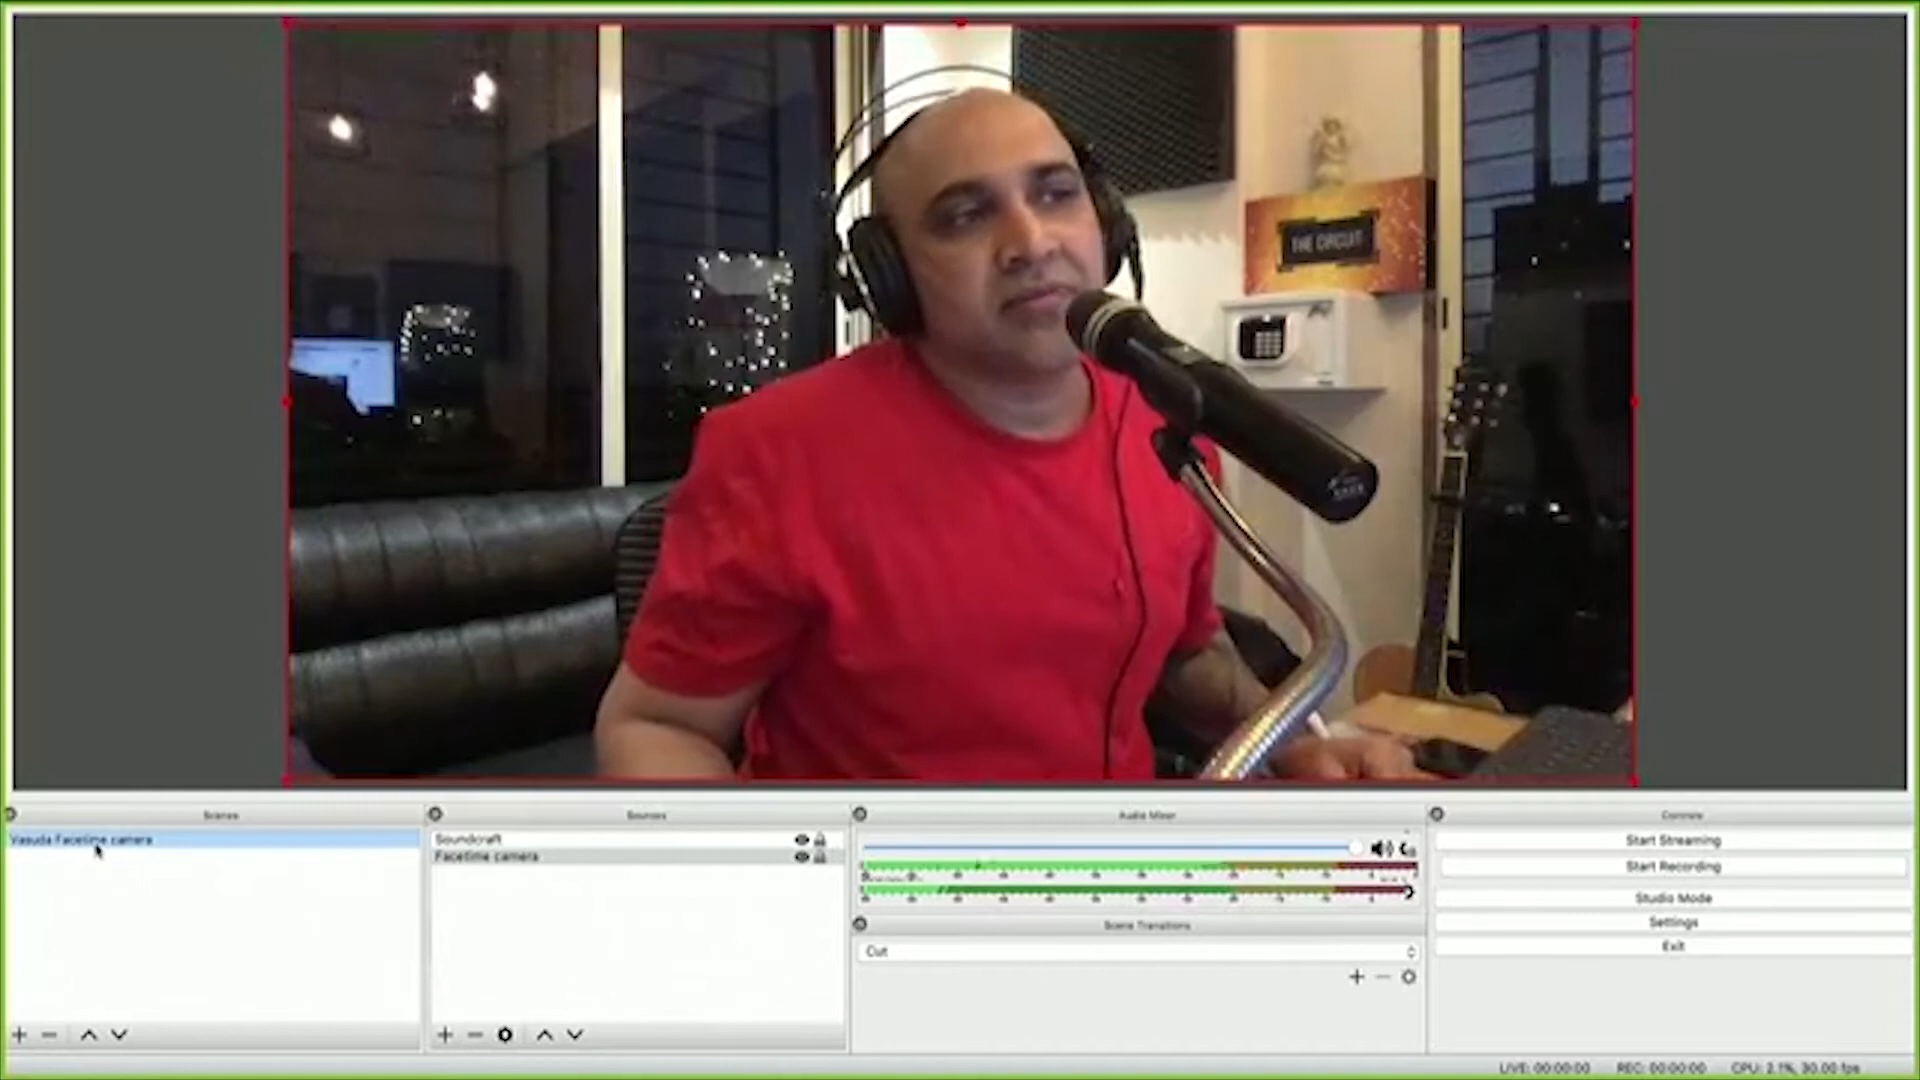 THE CIRCUIT
Scenes
Vasuda Facetime camera
Sources
Soundcraft
Facetime camera
Audio Mixer
Scene Transitions
Cut
Controls
Start Streaming
Start Recording
Studio Mode
Settings
Exit
LIVE: 00:00:00
REC: 00:00:00
CPU: 2.1%, 30.00 fps